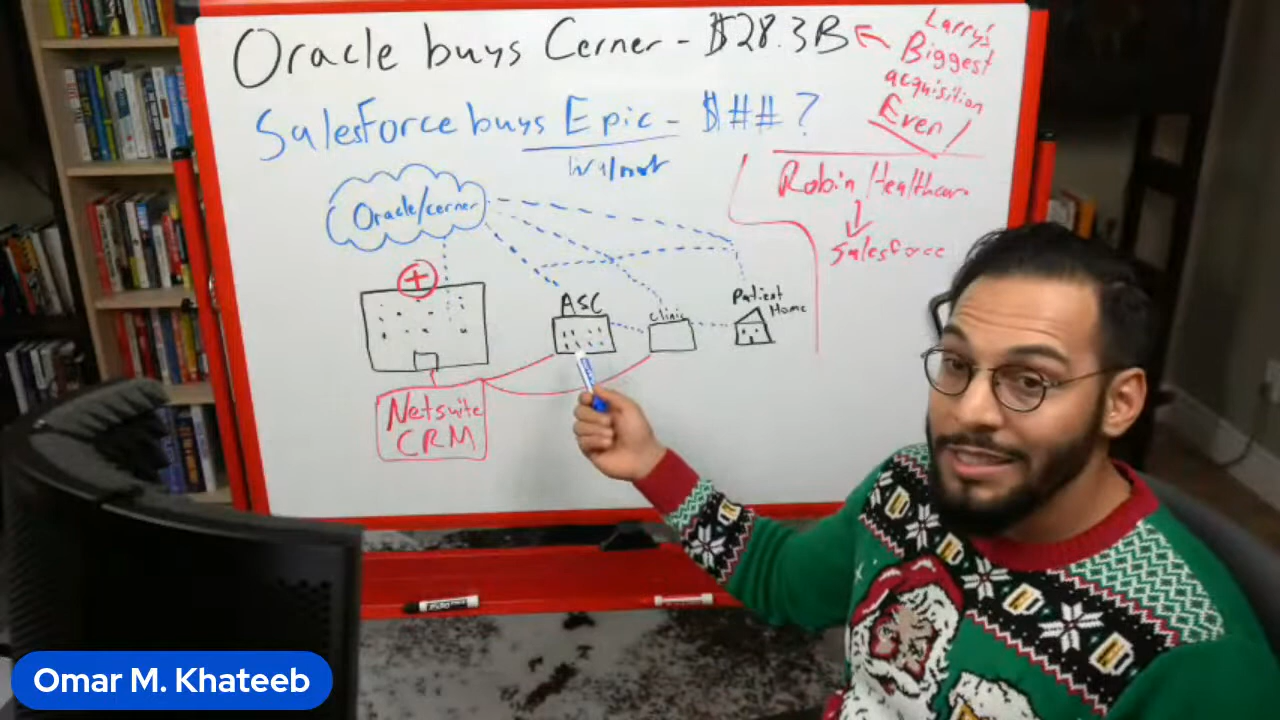 Oracle buys Cerner - $28.3B
Larry's
Biggest
acquisition
Ever!
Salesforce buys Epic - $##?
Robin Healthcare
Salesforce
Oracle/cerner
ASC
clinic
Patient
Home
Netsuite
CRM
Omar M. Khateeb